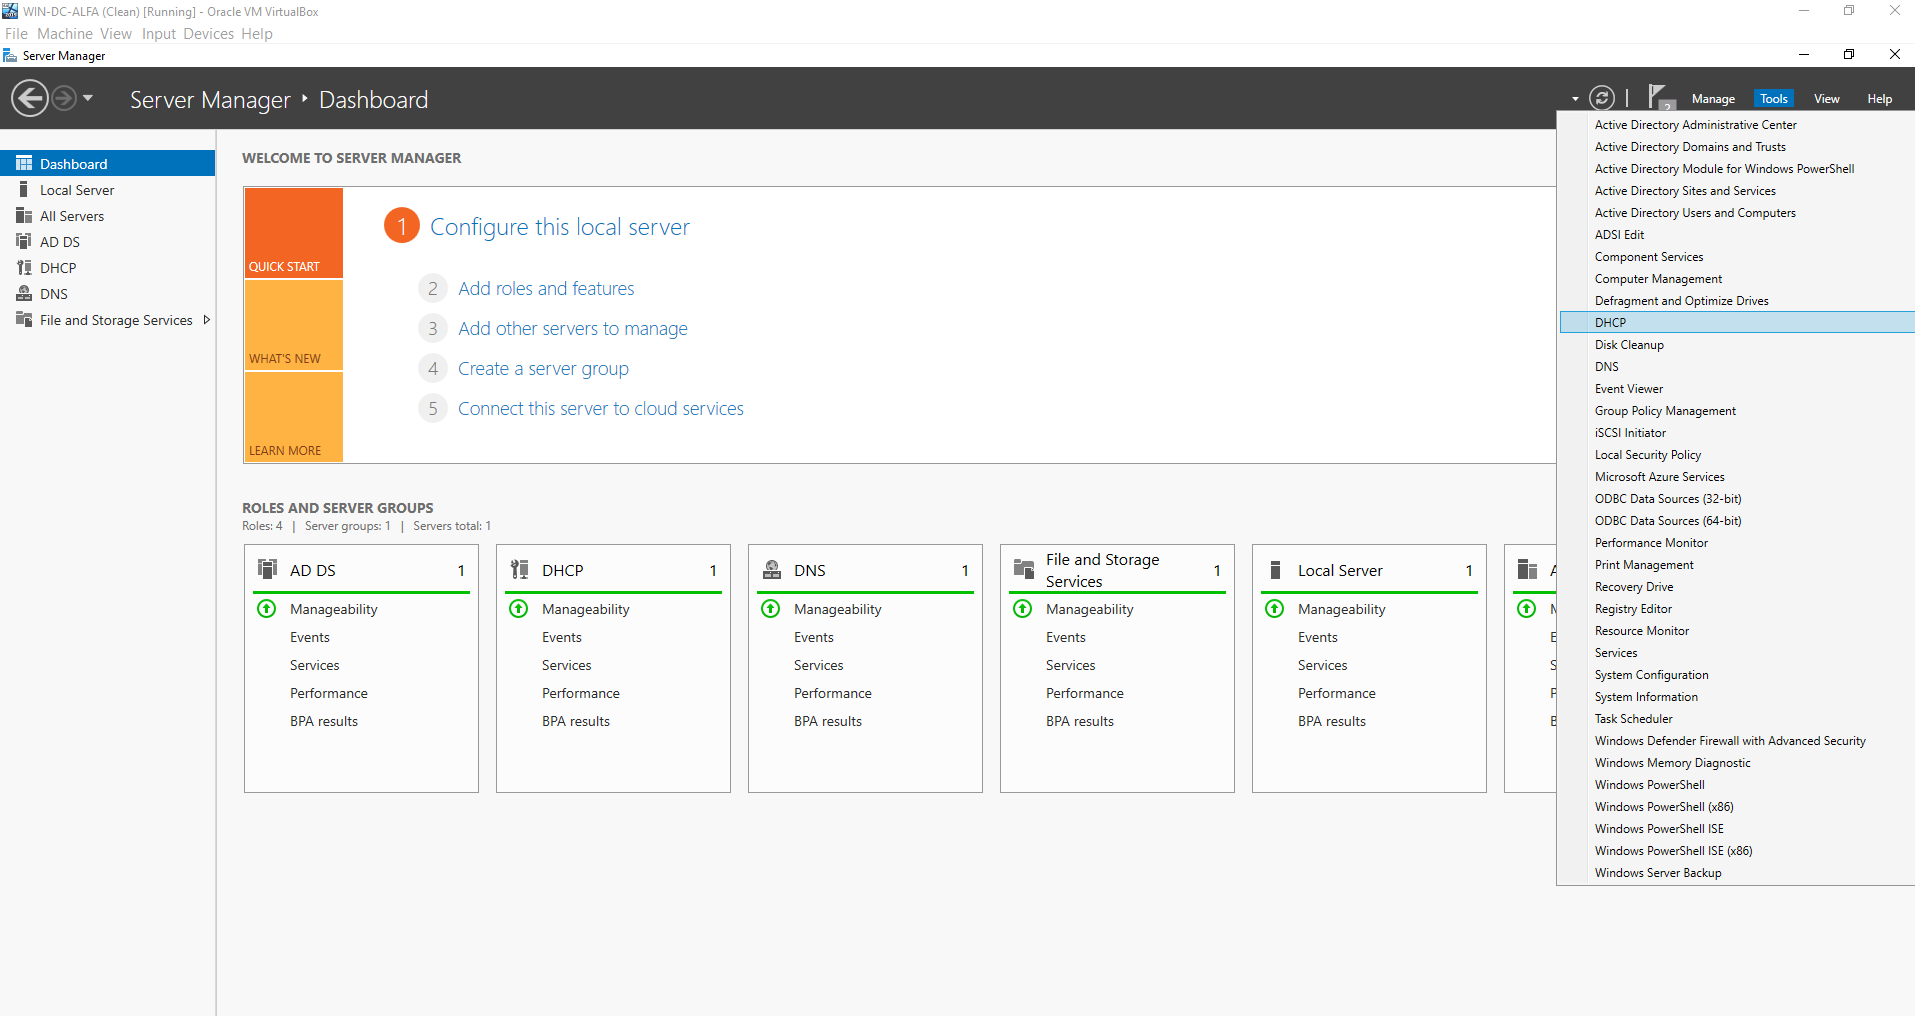 WIN-DC-ALFA (Clean) [Running] - Oracle VM VirtualBox
File Machine View Input Devices Help
Server Manager
Server Manager ‣ Dashboard
2
Manage Tools View Help
Dashboard
Local Server
All Servers
AD DS
DHCP
DNS
File and Storage Services
WELCOME TO SERVER MANAGER
QUICK START
WHAT'S NEW
LEARN MORE
1 Configure this local server
2 Add roles and features
3 Add other servers to manage
4 Create a server group
5 Connect this server to cloud services
ROLES AND SERVER GROUPS
Roles: 4 | Server groups: 1 | Servers total: 1
AD DS 1
Manageability
Events
Services
Performance
BPA results
DHCP 1
Manageability
Events
Services
Performance
BPA results
DNS 1
Manageability
Events
Services
Performance
BPA results
File and Storage
Services 1
Manageability
Events
Services
Performance
BPA results
Local Server 1
Manageability
Events
Services
Performance
BPA results
Active Directory Administrative Center
Active Directory Domains and Trusts
Active Directory Module for Windows PowerShell
Active Directory Sites and Services
Active Directory Users and Computers
ADSI Edit
Component Services
Computer Management
Defragment and Optimize Drives
DHCP
Disk Cleanup
DNS
Event Viewer
Group Policy Management
iSCSI Initiator
Local Security Policy
Microsoft Azure Services
ODBC Data Sources (32-bit)
ODBC Data Sources (64-bit)
Performance Monitor
Print Management
Recovery Drive
Registry Editor
Resource Monitor
Services
System Configuration
System Information
Task Scheduler
Windows Defender Firewall with Advanced Security
Windows Memory Diagnostic
Windows PowerShell
Windows PowerShell (x86)
Windows PowerShell ISE
Windows PowerShell ISE (x86)
Windows Server Backup